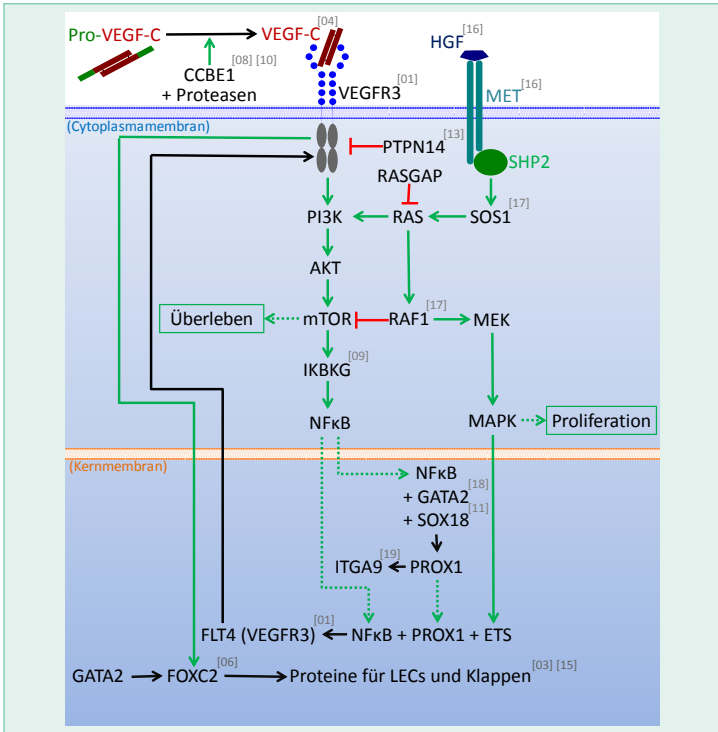 Pro-VEGF-C
VEGF-C [04]
HGF [16]
[08] [10]
CCBE1
+ Proteasen
VEGFR3 [01]
MET [16]
(Cytoplasmamembran)
PTPN14 [13]
SHP2
RASGAP
PI3K
RAS
SOS1 [17]
AKT
Überleben
mTOR
RAF1 [17]
MEK
IKBKG [09]
NFκB
MAPK
Proliferation
(Kernmembran)
NFκB
+ GATA2 [18]
+ SOX18 [11]
ITGA9 [19]
PROX1
FLT4 (VEGFR3) [01]
NFκB + PROX1 + ETS
GATA2
FOXC2 [06]
Proteine für LECs und Klappen [03] [15]